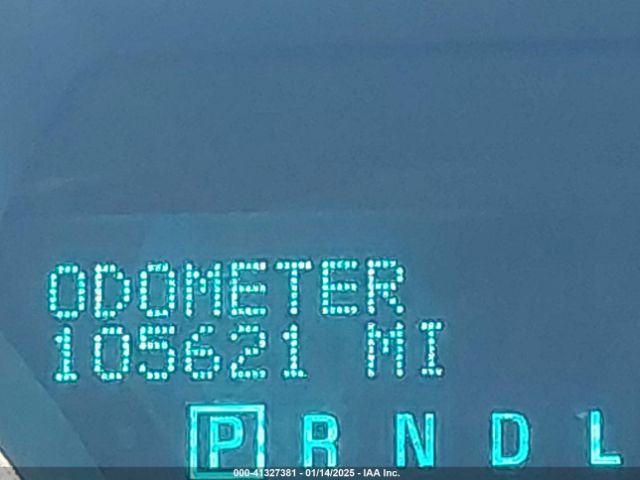 ODOMETER
105621 MI
P R N D L
000-41327381 - 01/14/2025 - IAA Inc.